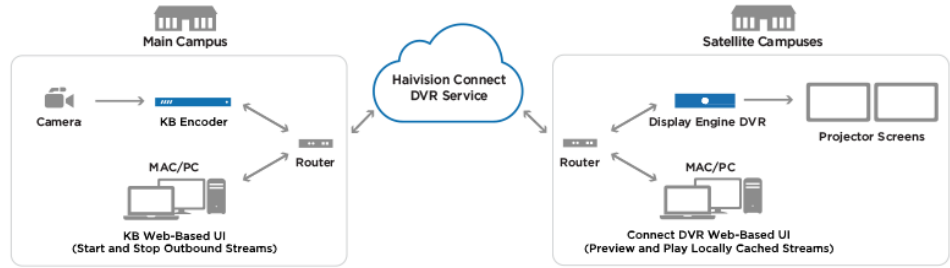 Main Campus
Camera
KB Encoder
Router
MAC/PC
KB Web-Based UI
(Start and Stop Outbound Streams)
Haivision Connect
DVR Service
Satellite Campuses
Router
Display Engine DVR
Projector Screens
MAC/PC
Connect DVR Web-Based UI
(Preview and Play Locally Cached Streams)